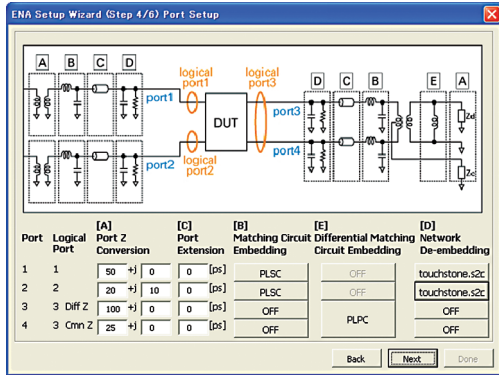 ENA Setup Wizard (Step 4/6) Port Setup
A B C D
logical port1
logical port3
port1
DUT
port3
D C B E A
Zd
port2
logical port2
port4
Zc
Port Logical Port [A] Port Z Conversion [C] Port Extension [B] Matching Circuit Embedding [E] Differential Matching Circuit Embedding [D] Network De-embedding
1 1 50 +j 0 0 [ps] PLSC OFF touchstone.s2p
2 2 20 +j 10 0 [ps] PLSC OFF touchstone.s2p
3 3 Diff Z 100 +j 0 0 [ps] OFF PLPC OFF
4 3 Cmn Z 25 +j 0 0 [ps] OFF OFF
Back Next Done